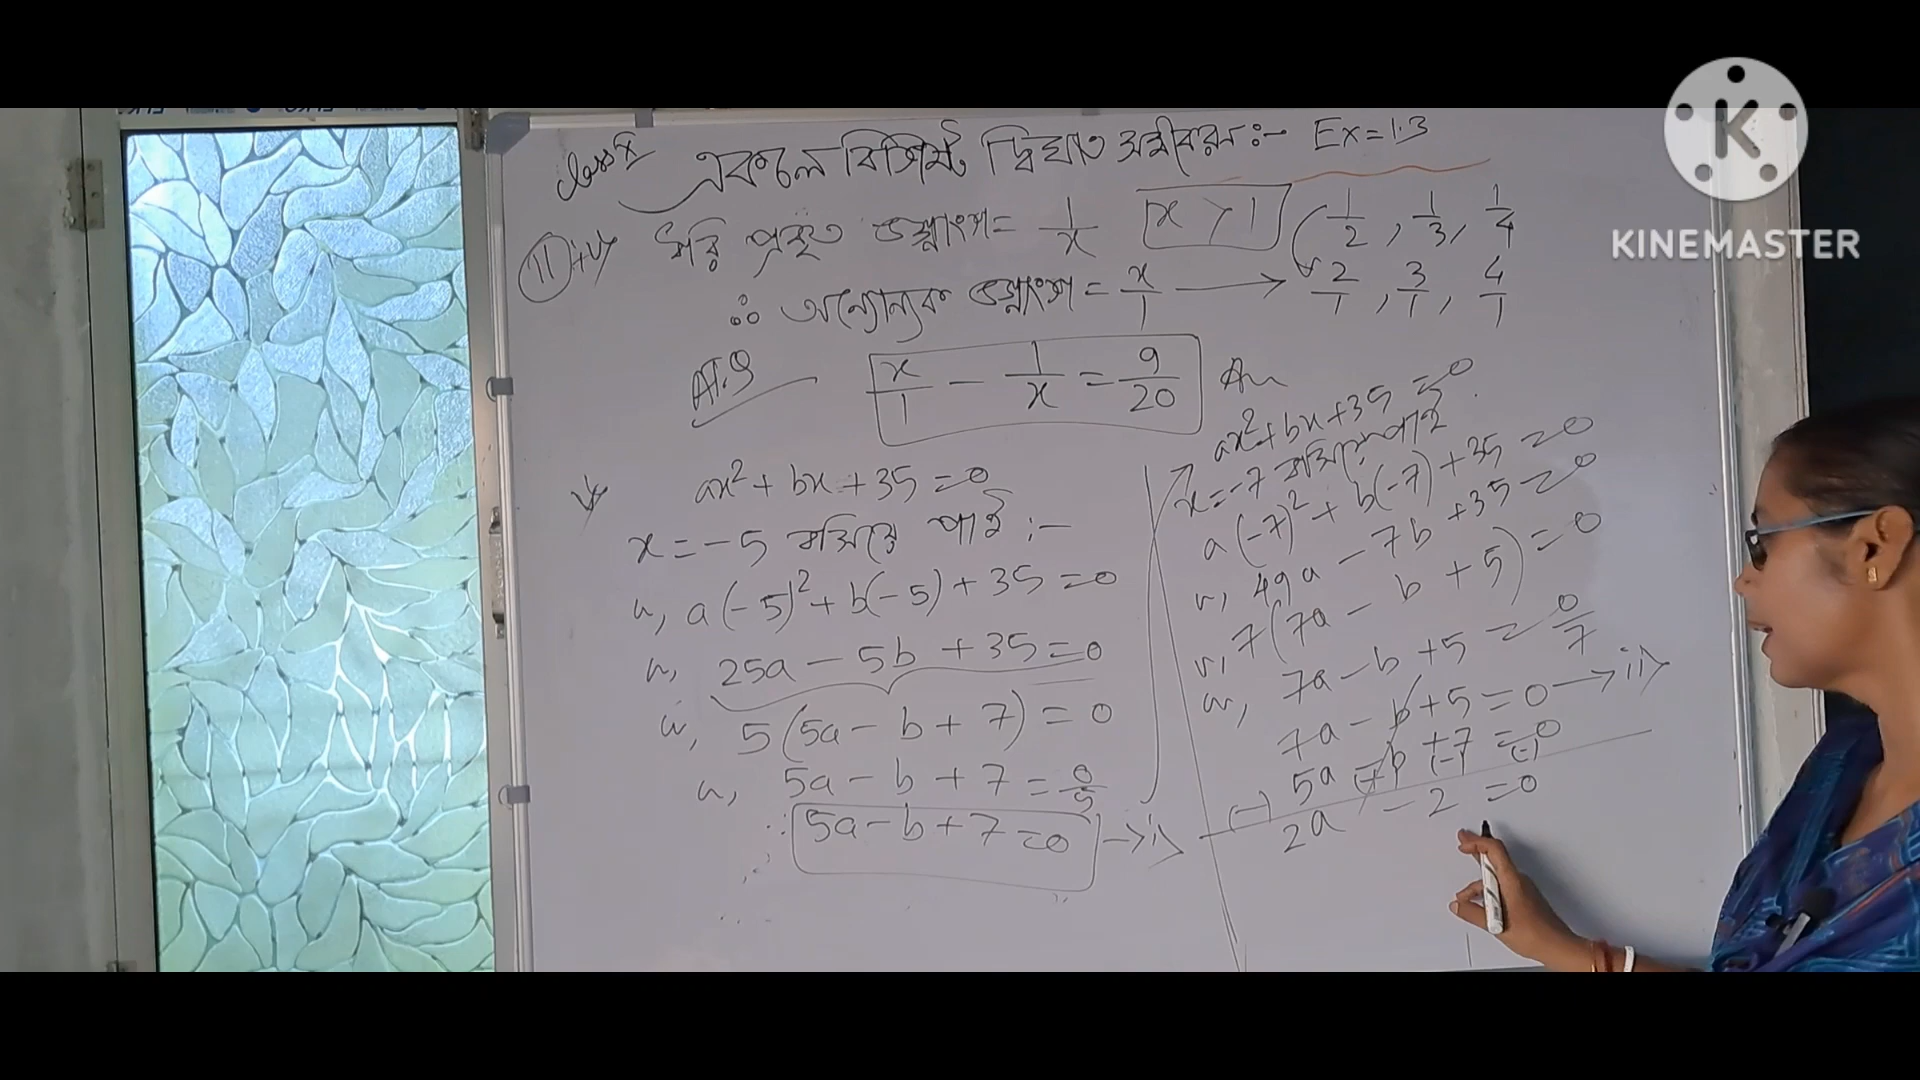 class X একচল বিশিষ্ট দ্বিঘাত সমীকরণ:- Ex=1.3
11 iv) ধরি প্রকৃত ভগ্নাংশ= 1/x x > 1 (1/2, 1/3, 1/4
∴ অন্যোন্যক ভগ্নাংশ = x/1 → 2/1, 3/1, 4/1
AT.Q x/1 - 1/x = 9/20 An
v) ax² + bx + 35 = 0
x = -5 বসিয়ে পাই :-
a(-5)² + b(-5) + 35 = 0
25a - 5b + 35 = 0
5(5a - b + 7) = 0
5a - b + 7 = 0/5
5a - b + 7 = 0 → i)
ax² + bx + 35 = 0
x = -7 বসিয়ে পাই
a(-7)² + b(-7) + 35 = 0
49a - 7b + 35 = 0
7(7a - b + 5) = 0
7a - b + 5 = 0/7
7a - b + 5 = 0 → ii)
5a - b + 7 = 0
(-) (+) (-) (-)
2a - 2 = 0
K
KINEMASTER